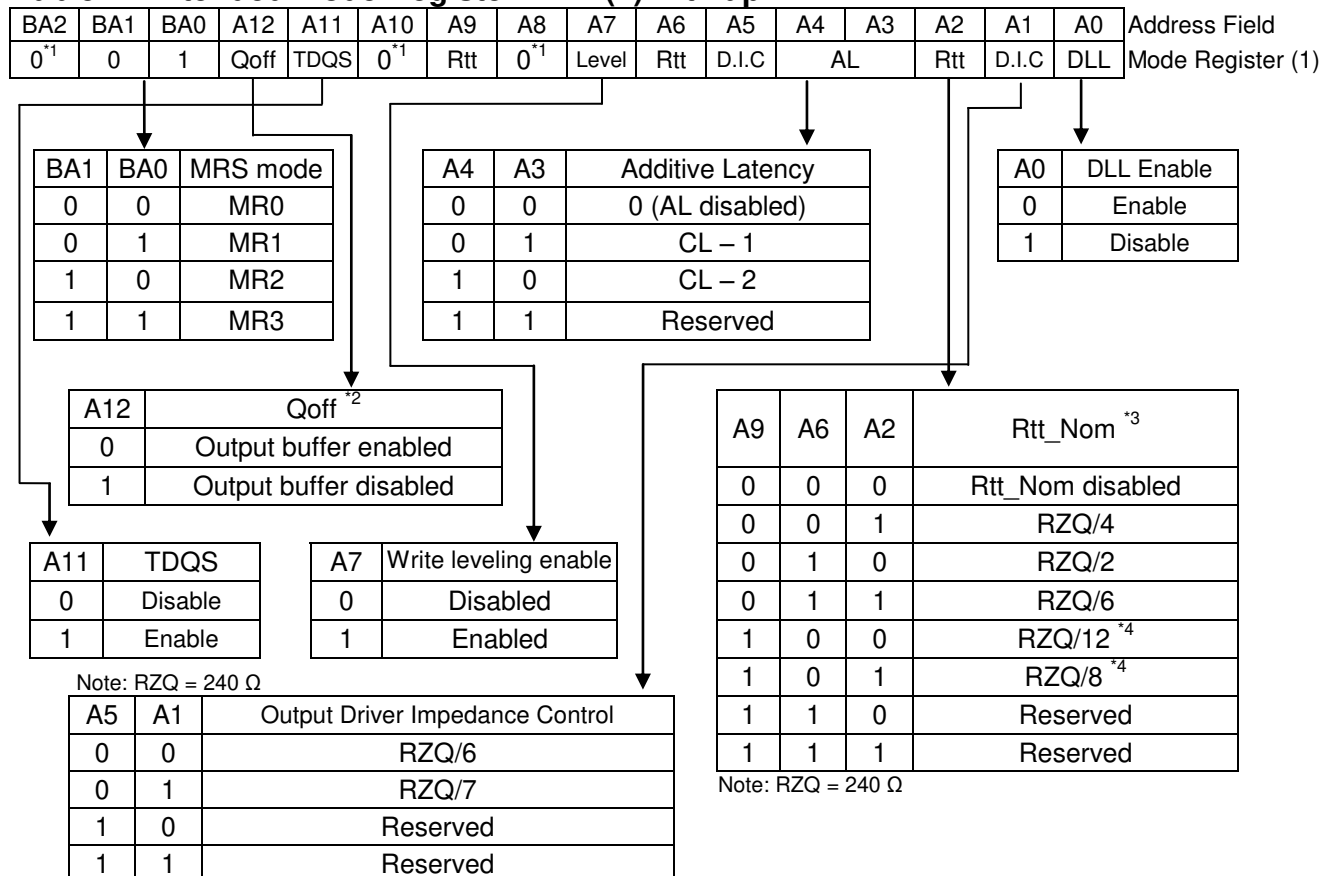 BA2 BA1 BA0 A12 A11 A10 A9 A8 A7 A6 A5 A4 A3 A2 A1 A0 Address Field
0*1 0 1 Qoff TDQS 0*1 Rtt 0*1 Level Rtt D.I.C AL Rtt D.I.C DLL Mode Register (1)
BA1 BA0 MRS mode
0 0 MR0
0 1 MR1
1 0 MR2
1 1 MR3
A4 A3 Additive Latency
0 0 0 (AL disabled)
0 1 CL – 1
1 0 CL – 2
1 1 Reserved
A0 DLL Enable
0 Enable
1 Disable
A12 Qoff *2
0 Output buffer enabled
1 Output buffer disabled
A9 A6 A2 Rtt_Nom *3
0 0 0 Rtt_Nom disabled
0 0 1 RZQ/4
0 1 0 RZQ/2
0 1 1 RZQ/6
1 0 0 RZQ/12 *4
1 0 1 RZQ/8 *4
1 1 0 Reserved
1 1 1 Reserved
Note: RZQ = 240 Ω
A11 TDQS
0 Disable
1 Enable
A7 Write leveling enable
0 Disabled
1 Enabled
Note: RZQ = 240 Ω
A5 A1 Output Driver Impedance Control
0 0 RZQ/6
0 1 RZQ/7
1 0 Reserved
1 1 Reserved